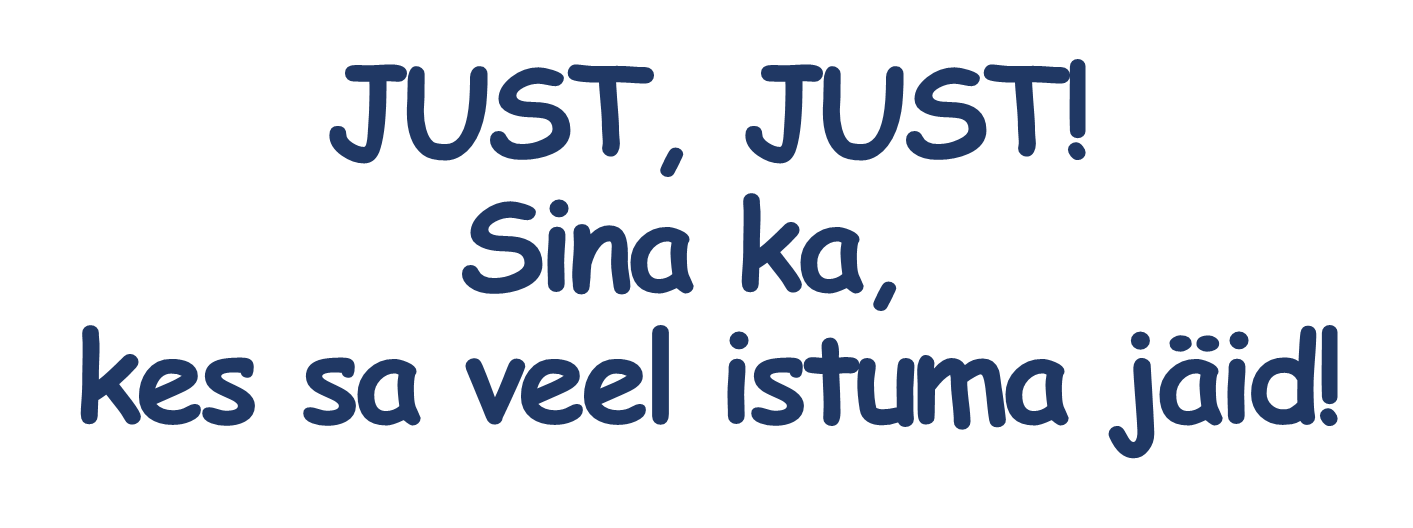 JUST, JUST!
Sina ka,
kes sa veel istuma jäid!